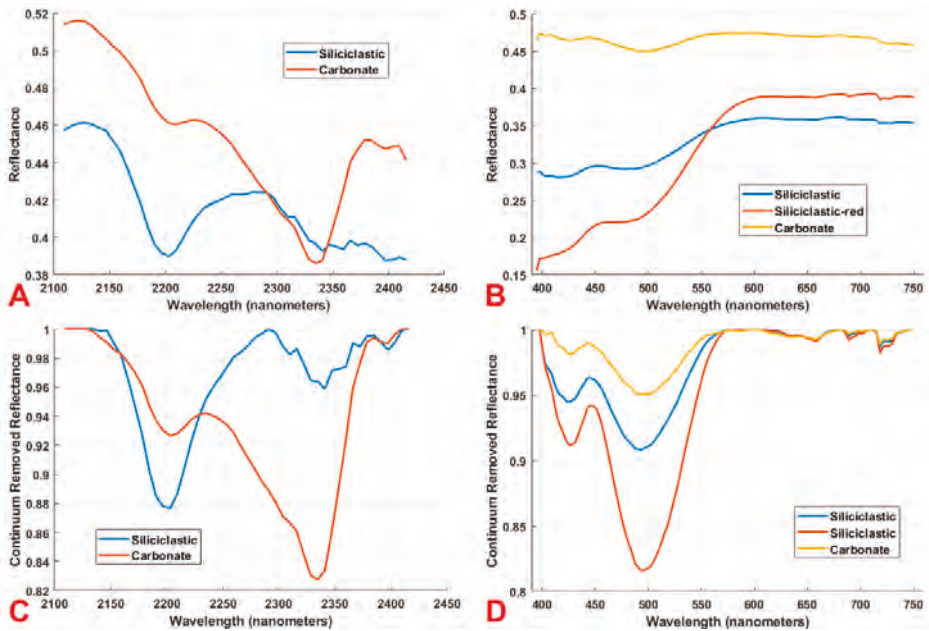 0.52
0.5
0.48
0.46
0.44
0.42
0.4
0.38
Reflectance
Siliciclastic
Carbonate
2100 2150 2200 2250 2300 2350 2400 2450
Wavelength (nanometers)
A
0.5
0.45
0.4
0.35
0.3
0.25
0.2
0.15
Reflectance
Siliciclastic
Siliciclastic-red
Carbonate
400 450 500 550 600 650 700 750
Wavelength (nanometers)
B
1
0.98
0.96
0.94
0.92
0.9
0.88
0.86
0.84
0.82
Continuum Removed Reflectance
Siliciclastic
Carbonate
2100 2150 2200 2250 2300 2350 2400 2450
Wavelength (nanometers)
C
1
0.95
0.9
0.85
0.8
Continuum Removed Reflectance
Siliciclastic
Siliciclastic
Carbonate
400 450 500 550 600 650 700 750
Wavelength (nanometers)
D